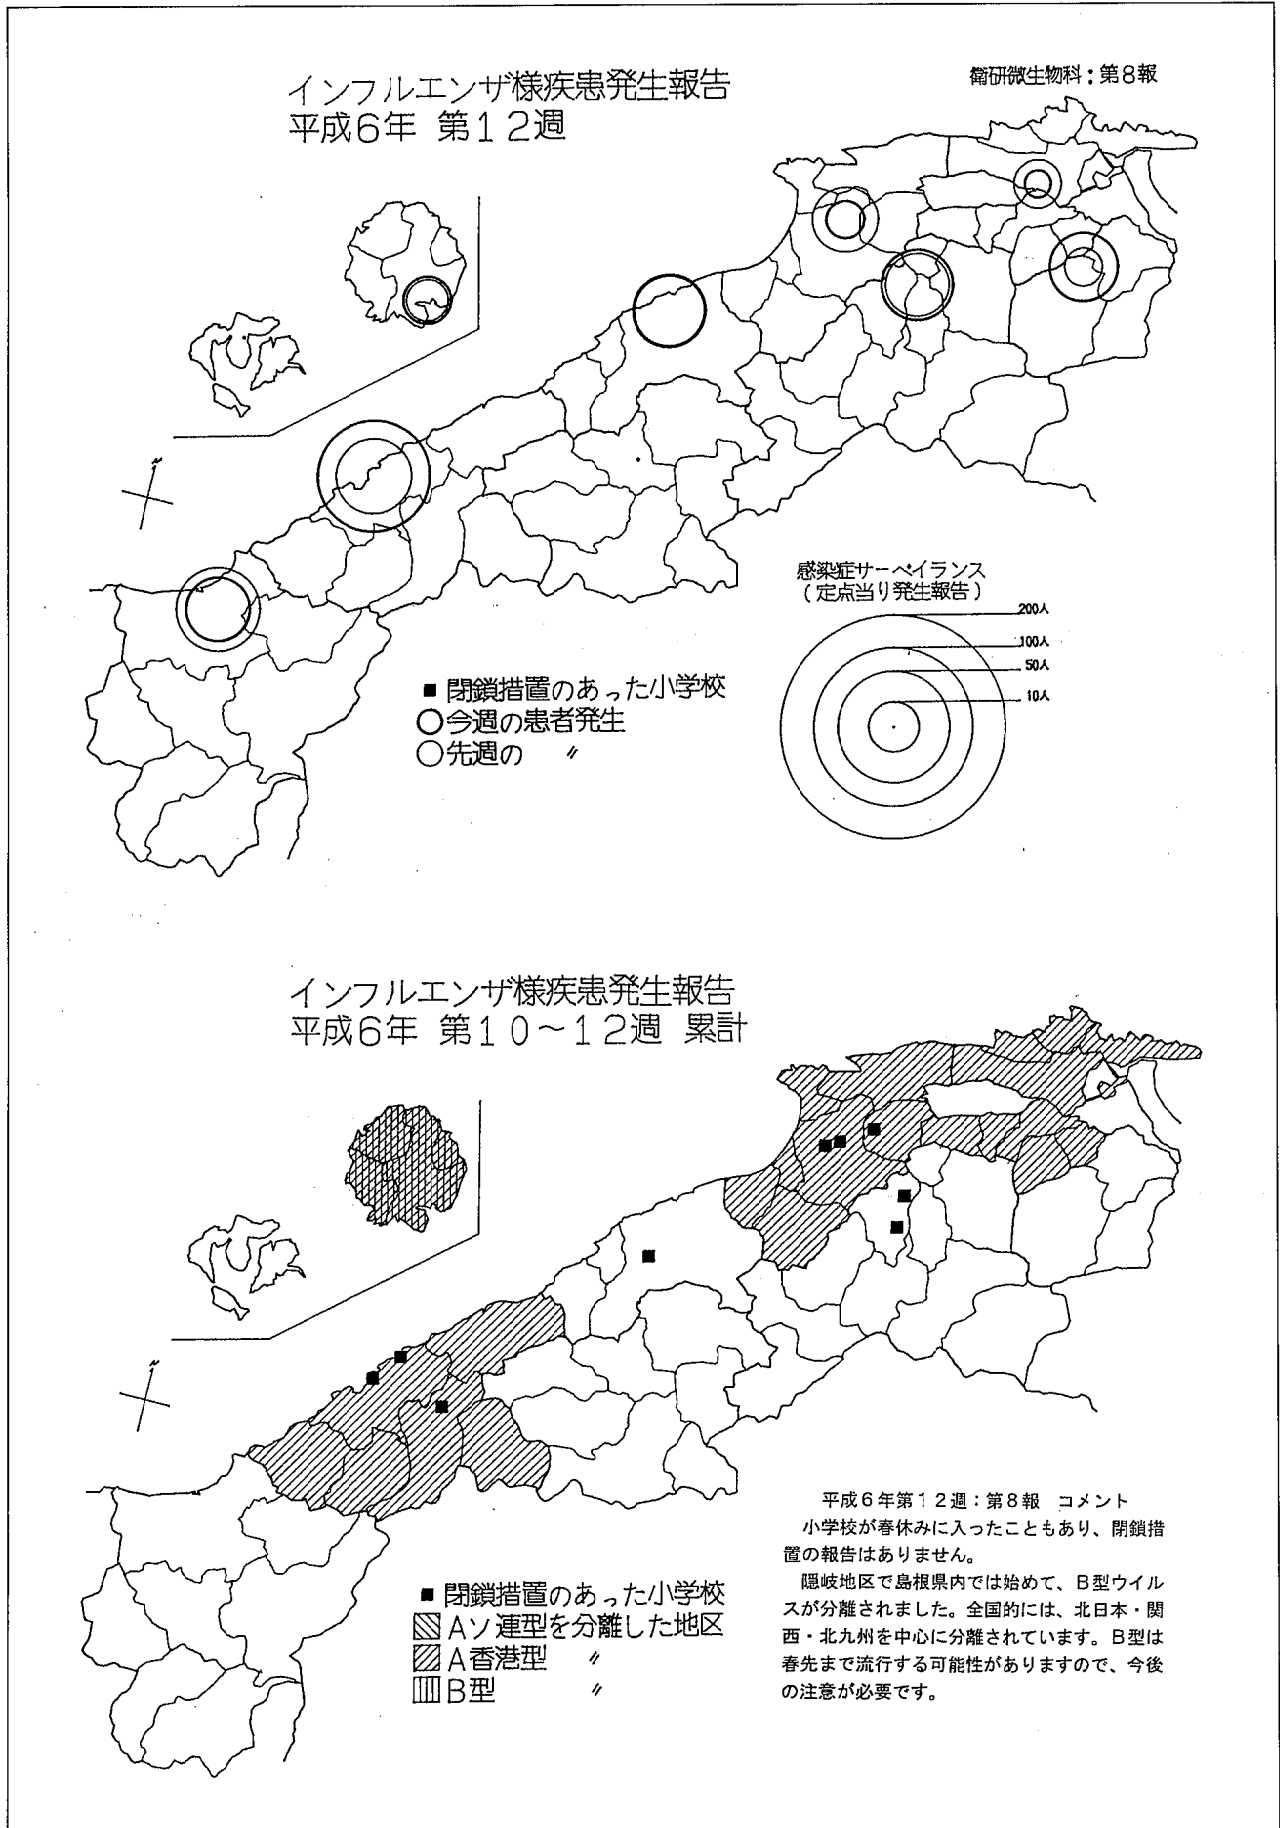 インフルエンザ様疾患発生報告
平成6年 第12週
衛研微生物科：第8報
感染症サーベイランス
（定点当り発生報告）
200人
100人
50人
10人
■ 閉鎖措置のあった小学校
○今週の患者発生
○先週の 〃
インフルエンザ様疾患発生報告
平成6年 第10～12週 累計
平成6年第12週：第8報 コメント
小学校が春休みに入ったこともあり、閉鎖措
置の報告はありません。
隠岐地区で島根県内では始めて、B型ウイル
スが分離されました。全国的には、北日本・関
西・北九州を中心に分離されています。B型は
春先まで流行する可能性がありますので、今後
の注意が必要です。
■ 閉鎖措置のあった小学校
Aソ連型を分離した地区
A香港型 〃
B型 〃